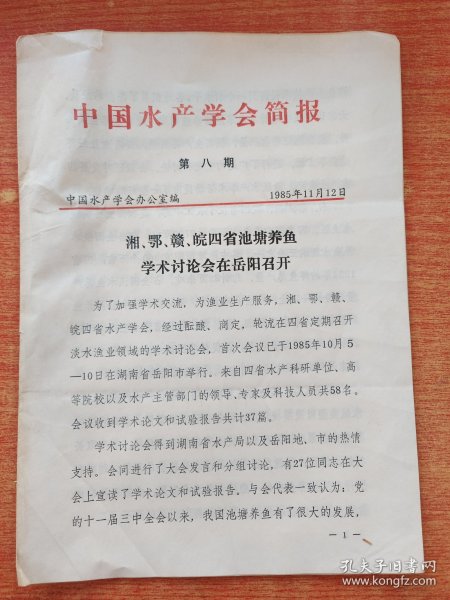 中国水产学会简报
第八期
中国水产学会办公室编 1985年11月12日
湘、鄂、赣、皖四省池塘养鱼
学术讨论会在岳阳召开
为了加强学术交流，为渔业生产服务，湘、鄂、赣、
皖四省水产学会，经过酝酿、商定，轮流在四省定期召开
淡水渔业领域的学术讨论会，首次会议已于1985年10月5
—10日在湖南省岳阳市举行。来自四省水产科研单位、高
等院校以及水产主管部门的领导、专家及科技人员共58名。
会议收到学术论文和试验报告共计37篇。
学术讨论会得到湖南省水产局以及岳阳地、市的热情
支持。会间进行了大会发言和分组讨论，有27位同志在大
会上宣读了学术论文和试验报告。与会代表一致认为：党
的十一届三中全会以来，我国池塘养鱼有了很大的发展，
—1—
孔夫子旧书网
www.kongfz.com